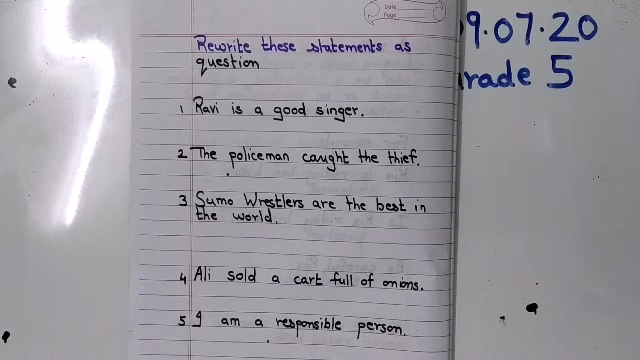 Date
Page
9.07.20
rade 5
Rewrite these statements as
question
1 Ravi is a good singer.
2 The policeman caught the thief.
3 Sumo Wrestlers are the best in
the world.
4 Ali sold a cart full of onions.
5 I am a responsible person.